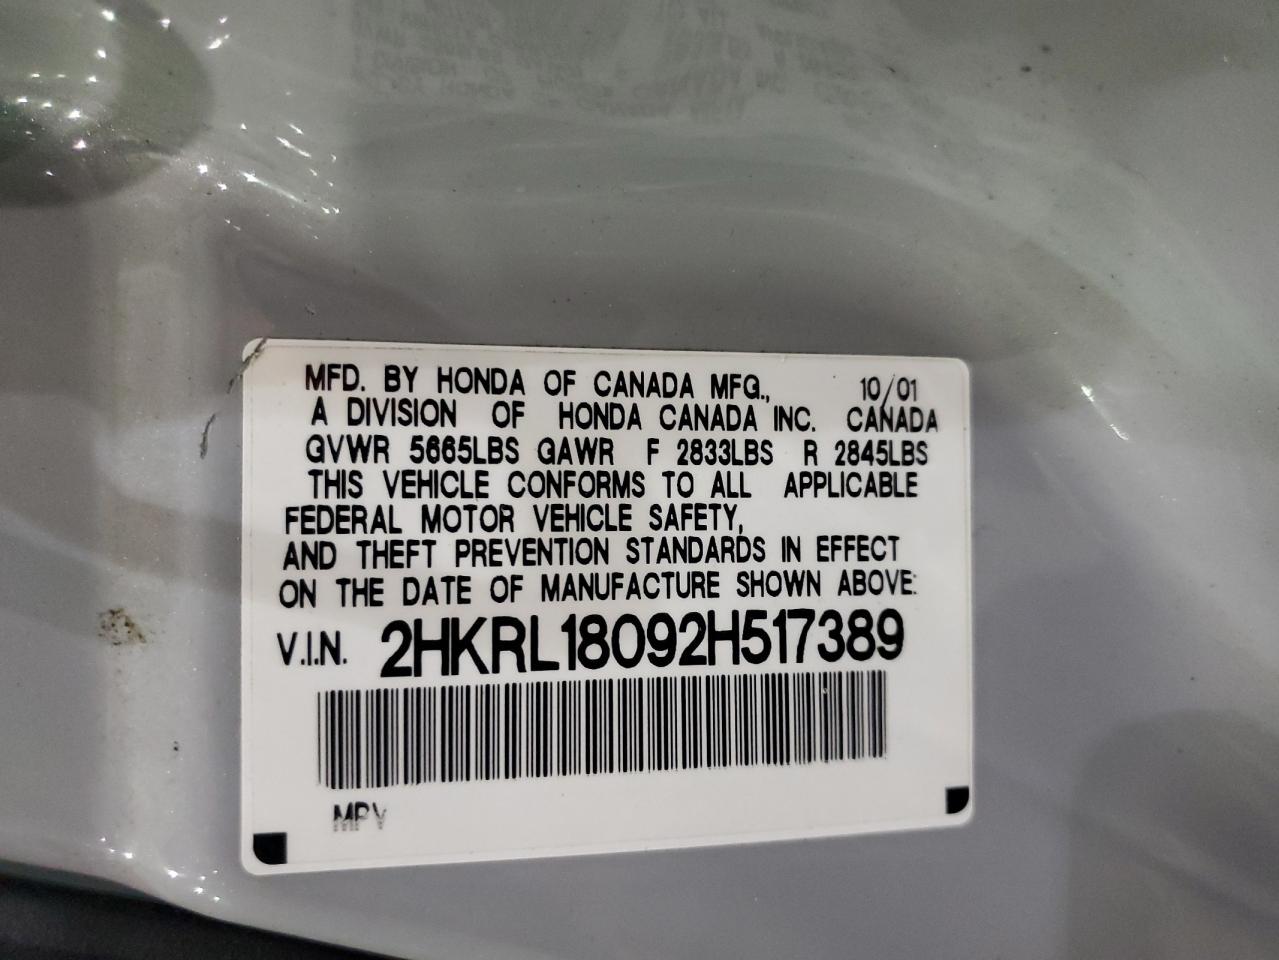 MFD. BY HONDA OF CANADA MFG., 10/01
A DIVISION OF HONDA CANADA INC. CANADA
GVWR 5665LBS GAWR F 2833LBS R 2845LBS
THIS VEHICLE CONFORMS TO ALL APPLICABLE
FEDERAL MOTOR VEHICLE SAFETY,
AND THEFT PREVENTION STANDARDS IN EFFECT
ON THE DATE OF MANUFACTURE SHOWN ABOVE.
V.I.N. 2HKRL18092H517389
MPV